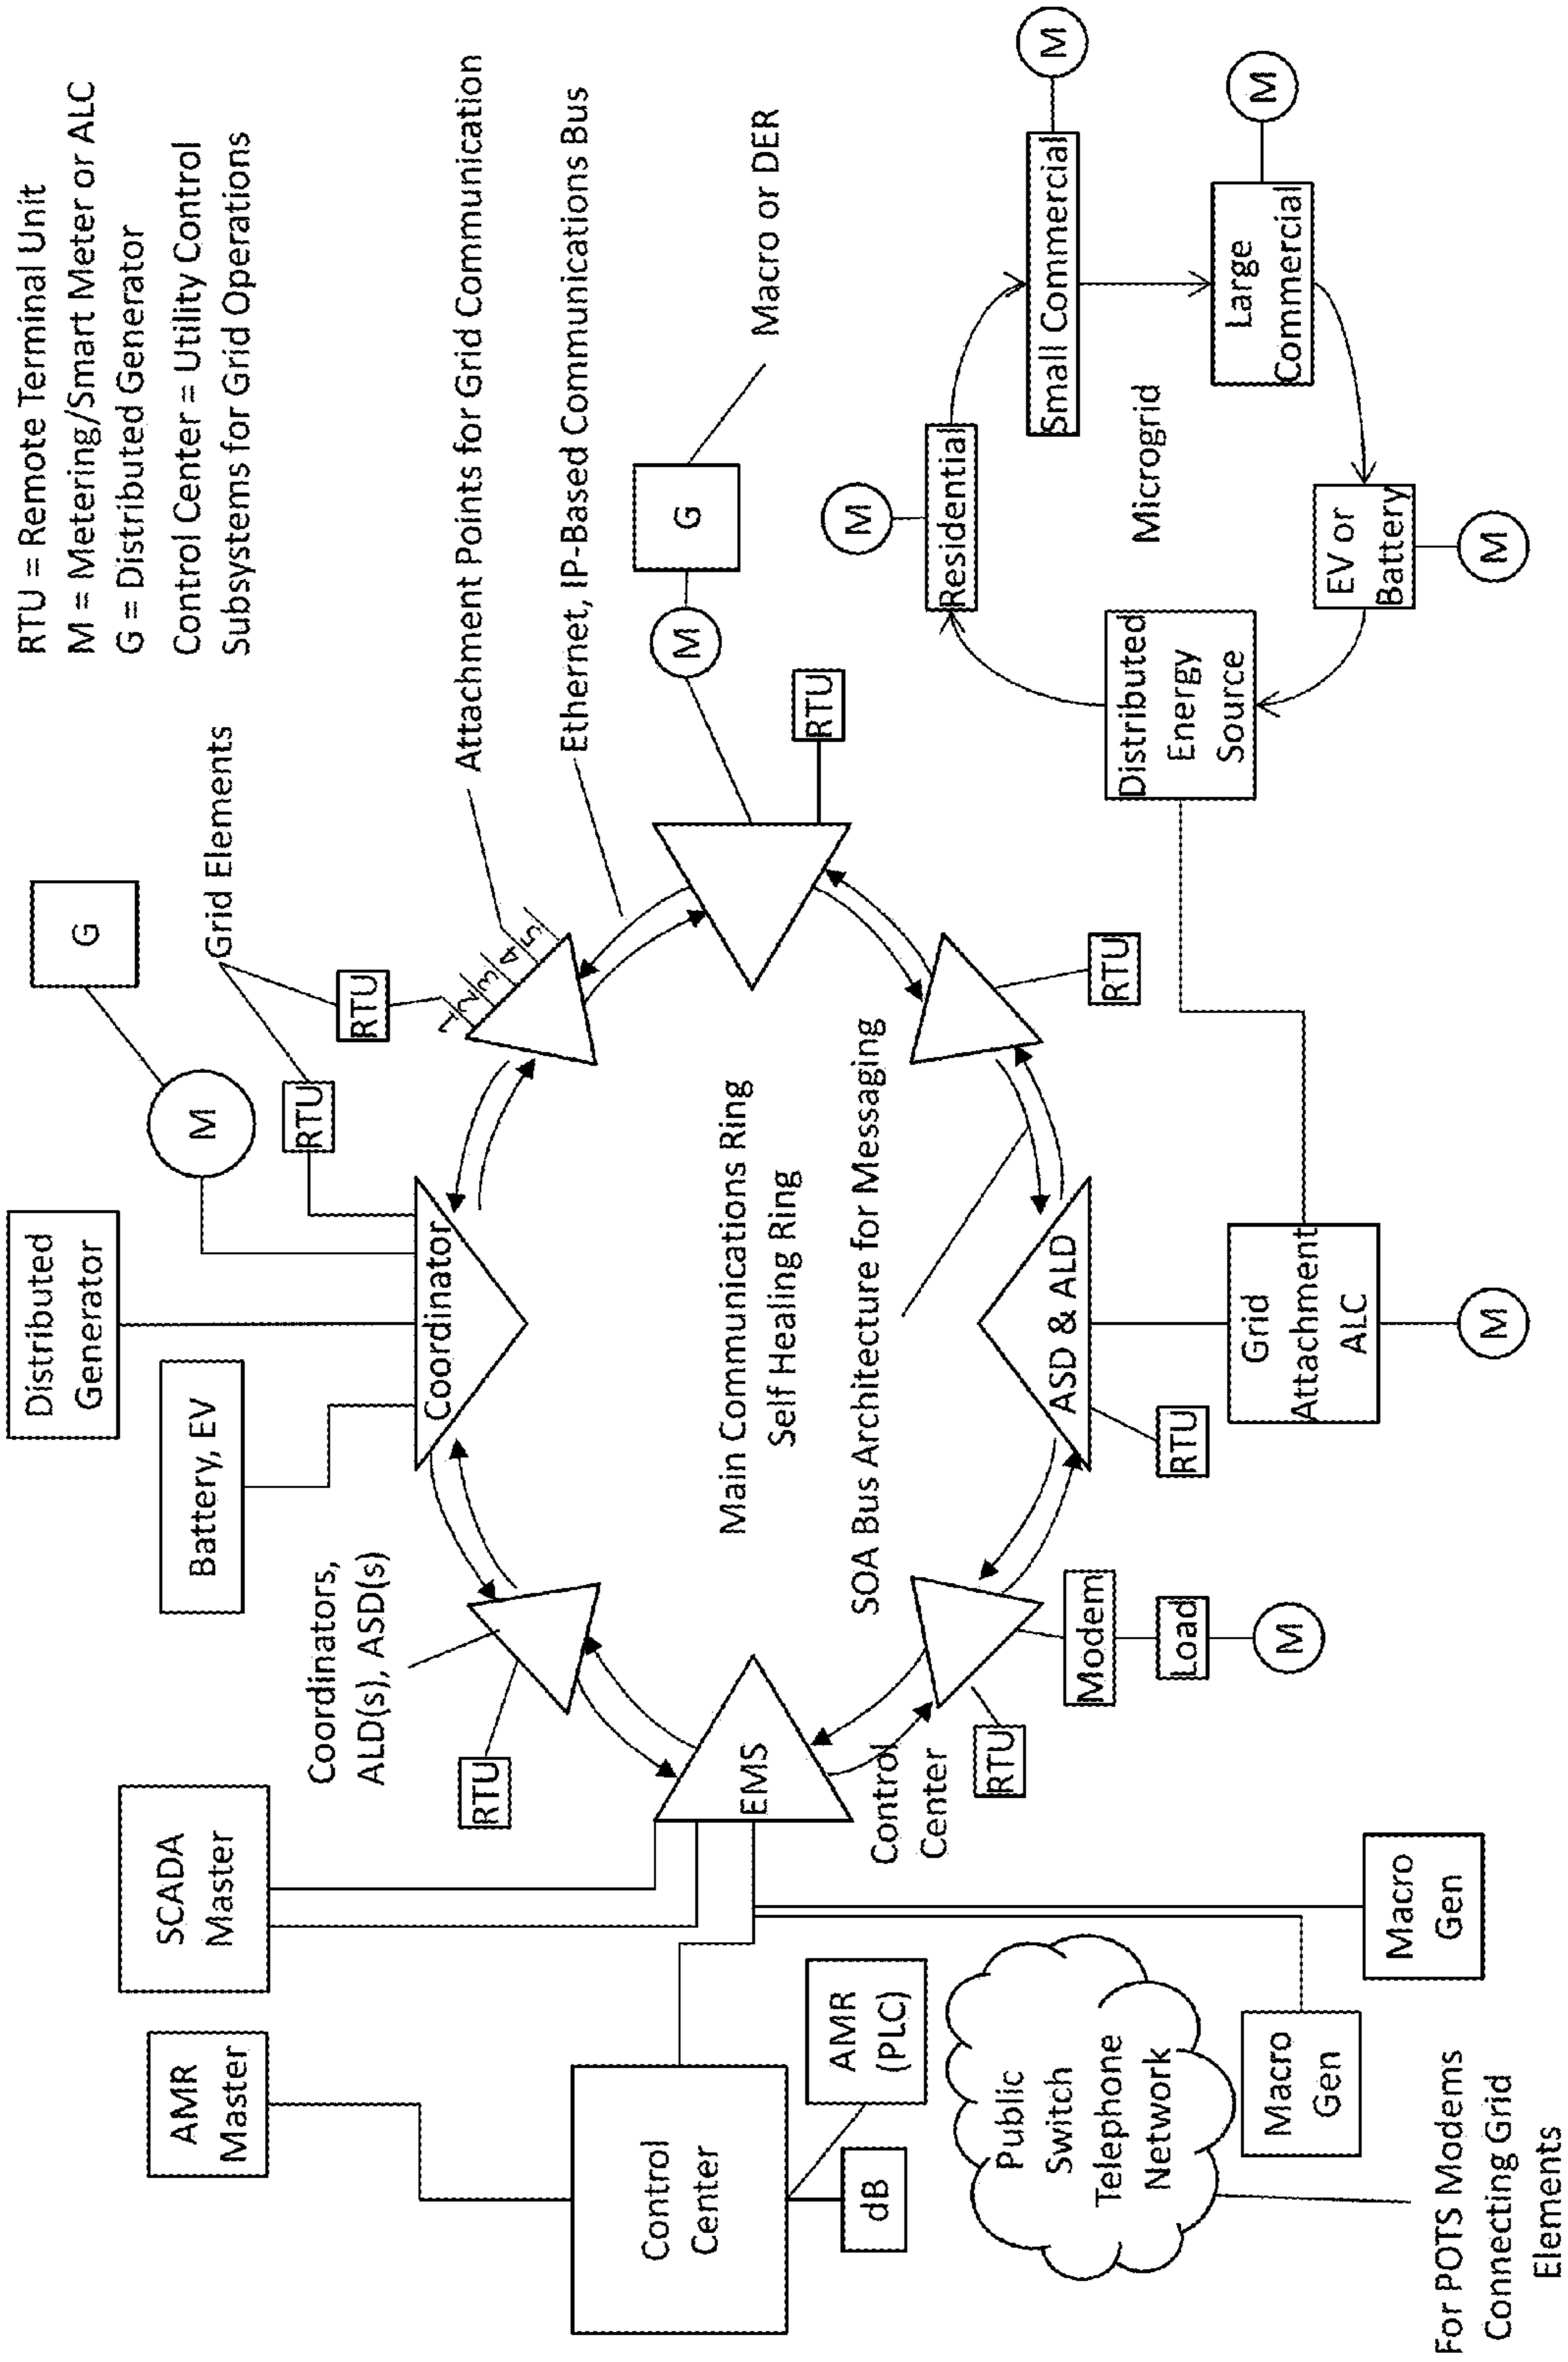 RTU = Remote Terminal Unit
M = Metering/Smart Meter or ALC
G = Distributed Generator
Control Center = Utility Control
Subsystems for Grid Operations
Distributed
Generator
G
Battery, EV
M
Grid Elements
RTU
RTU
SCADA
Master
AMR
Master
Coordinators,
ALD(s), ASD(s)
Coordinator
1
2
3
4
5
Attachment Points for Grid Communication
Ethernet, IP-Based Communications Bus
RTU
G
M
Macro or DER
RTU
Control
Center
EMS
Main Communications Ring
Self Healing Ring
SOA Bus Architecture for Messaging
AMR
(PLC)
dB
Control
Center
RTU
Modem
Load
M
ASD & ALD
RTU
RTU
Public
Switch
Telephone
Network
Macro
Gen
Macro
Gen
For POTS Modems
Connecting Grid
Elements
Grid
Attachment
ALC
M
Distributed
Energy
Source
Residential
M
Small Commercial
M
Microgrid
Large
Commercial
M
EV or
Battery
M